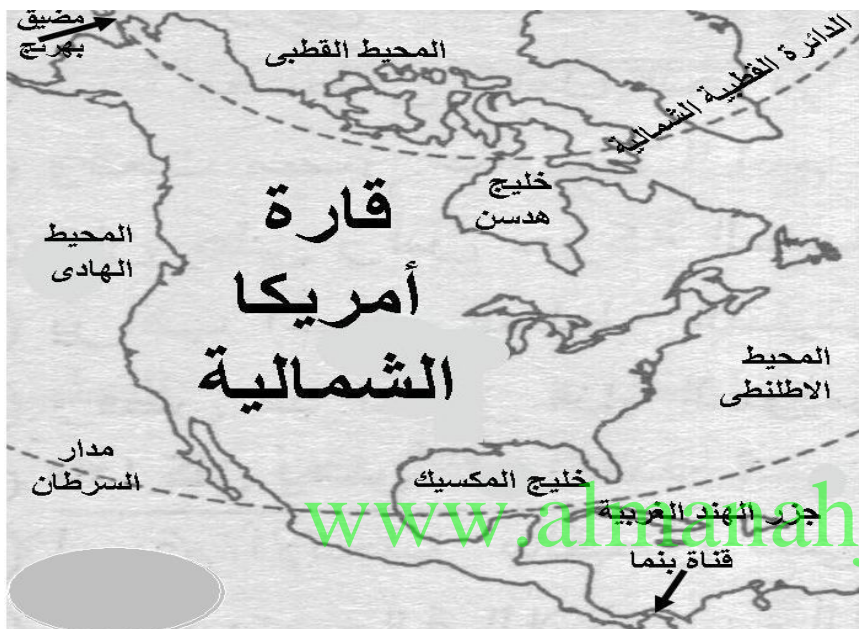 مضيق
بهرنج
المحيط القطبى
الدائرة القطبية الشمالية
خليج
هدسن
قارة
أمريكا
الشمالية
المحيط
الهادى
المحيط
الاطلنطى
مدار
السرطان
خليج المكسيك
جزر الهند الغربية
www.almanahj
قناة بنما